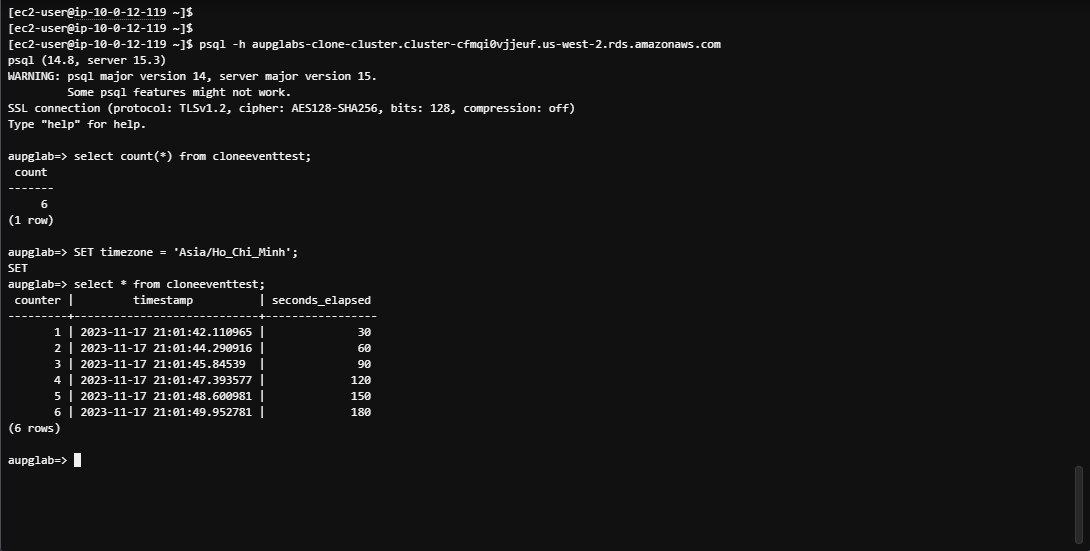 [ec2-user@ip-10-0-12-119 ~]$
[ec2-user@ip-10-0-12-119 ~]$
[ec2-user@ip-10-0-12-119 ~]$ psql -h aupglabs-clone-cluster.cluster-cfmqi0vjjeuf.us-west-2.rds.amazonaws.com
psql (14.8, server 15.3)
WARNING: psql major version 14, server major version 15.
         Some psql features might not work.
SSL connection (protocol: TLSv1.2, cipher: AES128-SHA256, bits: 128, compression: off)
Type "help" for help.

aupglab=> select count(*) from cloneeventtest;
 count
-------
     6
(1 row)

aupglab=> SET timezone = 'Asia/Ho_Chi_Minh';
SET
aupglab=> select * from cloneeventtest;
 counter |         timestamp          | seconds_elapsed
---------+----------------------------+-----------------
       1 | 2023-11-17 21:01:42.110965 |              30
       2 | 2023-11-17 21:01:44.290916 |              60
       3 | 2023-11-17 21:01:45.84539  |              90
       4 | 2023-11-17 21:01:47.393577 |             120
       5 | 2023-11-17 21:01:48.600981 |             150
       6 | 2023-11-17 21:01:49.952781 |             180
(6 rows)

aupglab=>